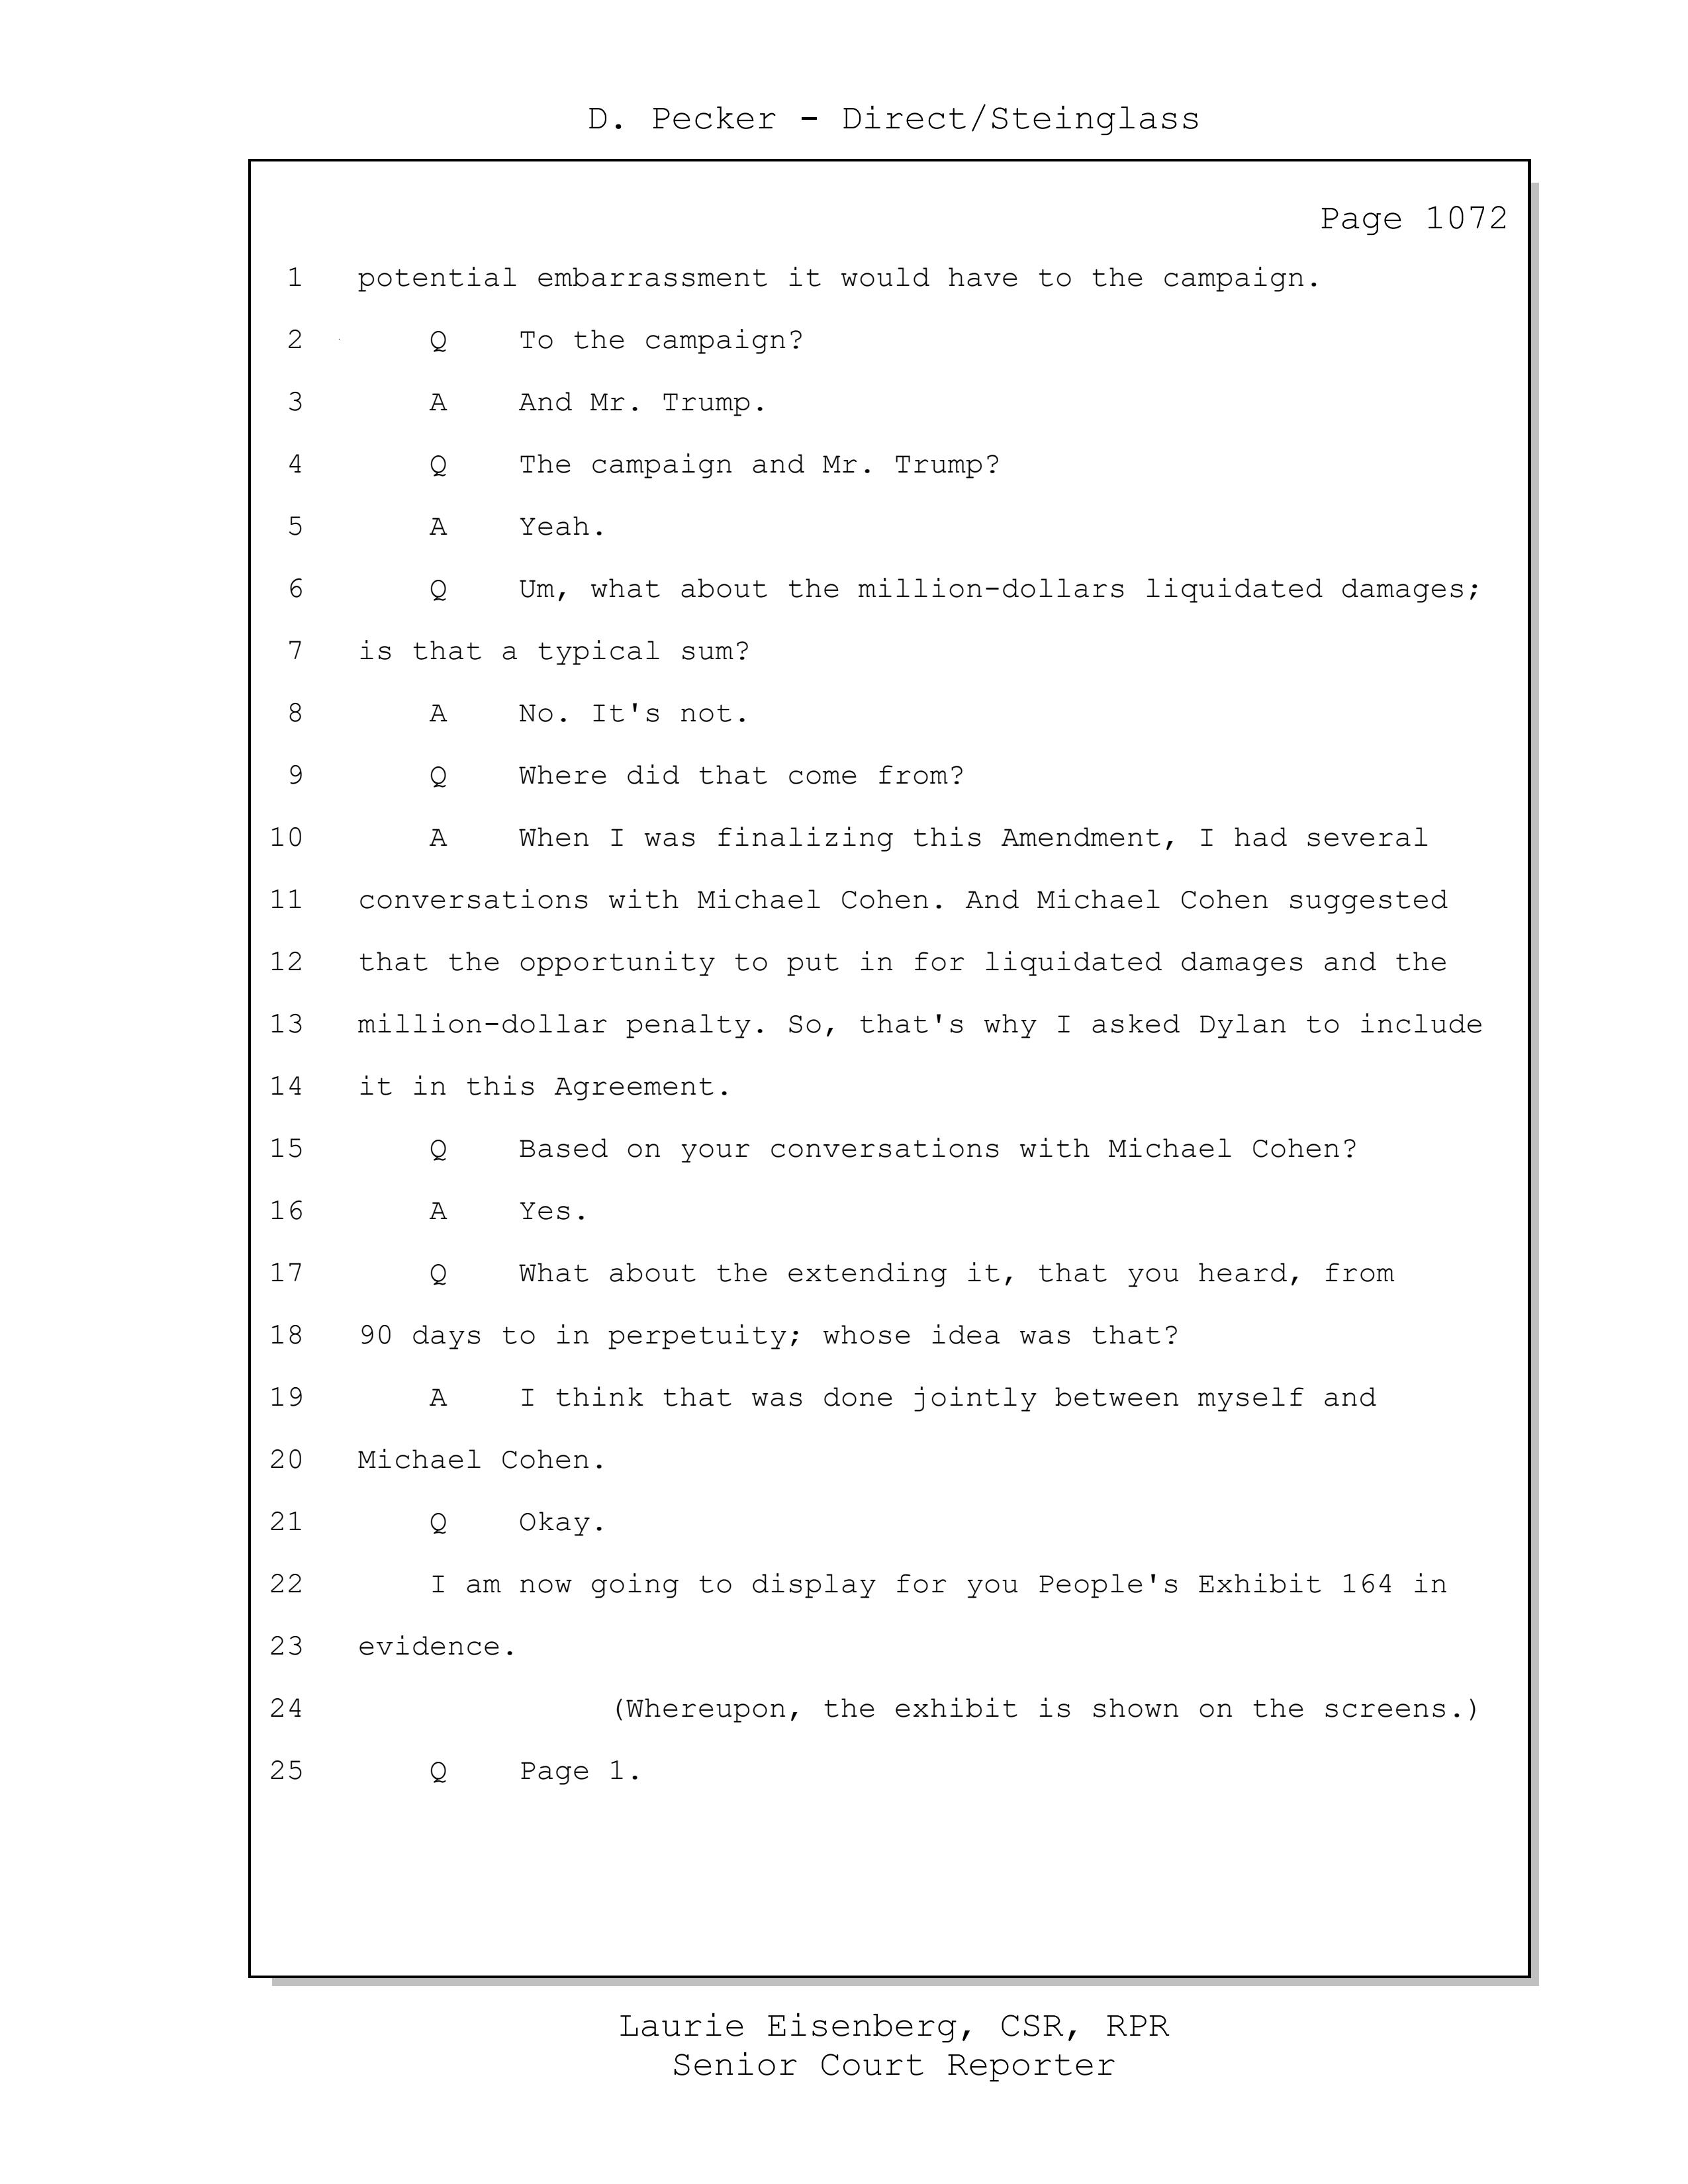 D. Pecker - Direct/Steinglass
Page 1072
1 potential embarrassment it would have to the campaign.
2 Q To the campaign?
3 A And Mr. Trump.
4 Q The campaign and Mr. Trump?
5 A Yeah.
6 Q Um, what about the million-dollars liquidated damages;
7 is that a typical sum?
8 A No. It's not.
9 Q Where did that come from?
10 A When I was finalizing this Amendment, I had several
11 conversations with Michael Cohen. And Michael Cohen suggested
12 that the opportunity to put in for liquidated damages and the
13 million-dollar penalty. So, that's why I asked Dylan to include
14 it in this Agreement.
15 Q Based on your conversations with Michael Cohen?
16 A Yes.
17 Q What about the extending it, that you heard, from
18 90 days to in perpetuity; whose idea was that?
19 A I think that was done jointly between myself and
20 Michael Cohen.
21 Q Okay.
22 I am now going to display for you People's Exhibit 164 in
23 evidence.
24 (Whereupon, the exhibit is shown on the screens.)
25 Q Page 1.
Laurie Eisenberg, CSR, RPR
Senior Court Reporter